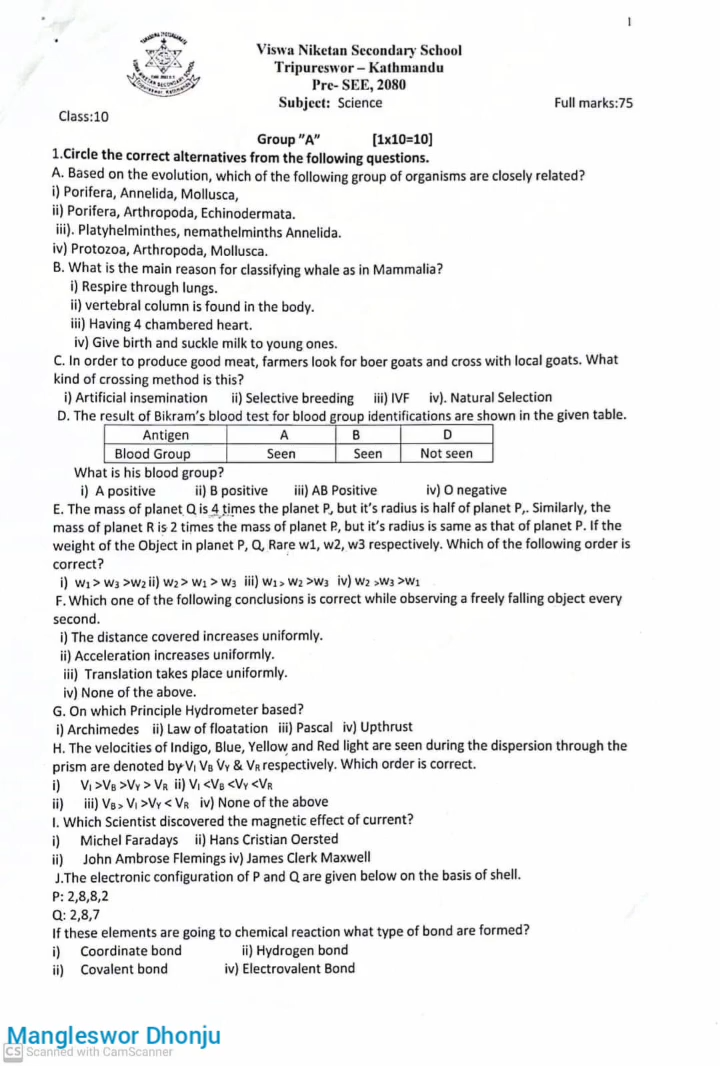 1
Viswa Niketan Secondary School
Tripureswor – Kathmandu
Pre- SEE, 2080
Subject: Science Full marks:75
Class:10
Group "A" [1x10=10]
1.Circle the correct alternatives from the following questions.
A. Based on the evolution, which of the following group of organisms are closely related?
i) Porifera, Annelida, Mollusca,
ii) Porifera, Arthropoda, Echinodermata.
iii). Platyhelminthes, nemathelminths Annelida.
iv) Protozoa, Arthropoda, Mollusca.
B. What is the main reason for classifying whale as in Mammalia?
i) Respire through lungs.
ii) vertebral column is found in the body.
iii) Having 4 chambered heart.
iv) Give birth and suckle milk to young ones.
C. In order to produce good meat, farmers look for boer goats and cross with local goats. What
kind of crossing method is this?
i) Artificial insemination ii) Selective breeding iii) IVF iv). Natural Selection
D. The result of Bikram's blood test for blood group identifications are shown in the given table.
Antigen A B D
Blood Group Seen Seen Not seen
What is his blood group?
i) A positive ii) B positive iii) AB Positive iv) O negative
E. The mass of planet Q is 4 times the planet P, but it's radius is half of planet P,. Similarly, the
mass of planet R is 2 times the mass of planet P, but it's radius is same as that of planet P. If the
weight of the Object in planet P, Q, Rare w1, w2, w3 respectively. Which of the following order is
correct?
i) w₁ > w₃ >w₂ ii) w₂ > w₁ > w₃ iii) w₁ > w₂ >w₃ iv) w₂ >w₃ >w₁
F. Which one of the following conclusions is correct while observing a freely falling object every
second.
i) The distance covered increases uniformly.
ii) Acceleration increases uniformly.
iii) Translation takes place uniformly.
iv) None of the above.
G. On which Principle Hydrometer based?
i) Archimedes ii) Law of floatation iii) Pascal iv) Upthrust
H. The velocities of Indigo, Blue, Yellow and Red light are seen during the dispersion through the
prism are denoted by Vı V_B V_Y & V_R respectively. Which order is correct.
i) Vı >V_B >V_Y > V_R ii) Vı <V_B <V_Y <V_R
ii) iii) V_B > Vı >V_Y < V_R iv) None of the above
I. Which Scientist discovered the magnetic effect of current?
i) Michel Faradays ii) Hans Cristian Oersted
ii) John Ambrose Flemings iv) James Clerk Maxwell
J.The electronic configuration of P and Q are given below on the basis of shell.
P: 2,8,8,2
Q: 2,8,7
If these elements are going to chemical reaction what type of bond are formed?
i) Coordinate bond ii) Hydrogen bond
ii) Covalent bond iv) Electrovalent Bond
Mangleswor Dhonju
CS Scanned with CamScanner